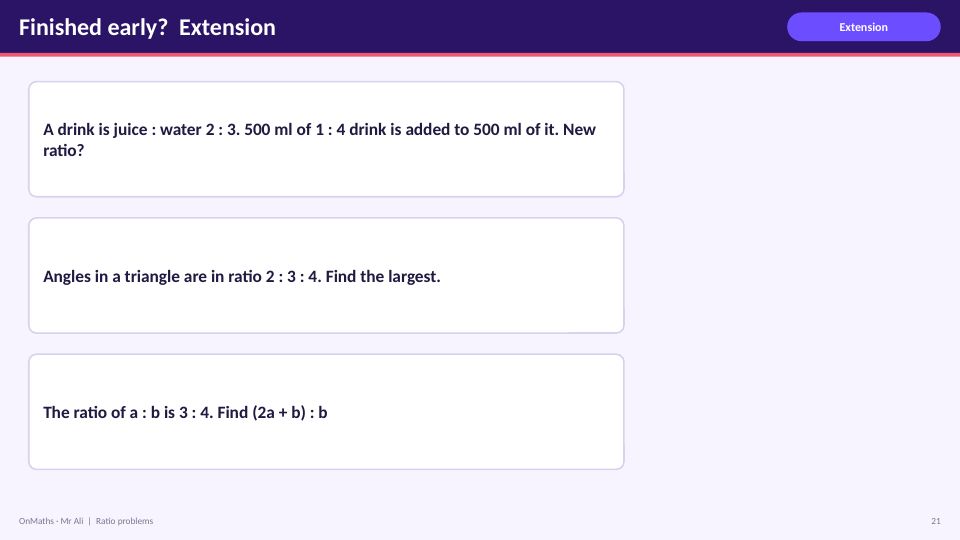 Finished early?  Extension
Extension
A drink is juice : water 2 : 3. 500 ml of 1 : 4 drink is added to 500 ml of it. New
ratio?
Angles in a triangle are in ratio 2 : 3 : 4. Find the largest.
The ratio of a : b is 3 : 4. Find (2a + b) : b
OnMaths - Mr Ali  |  Ratio problems
21